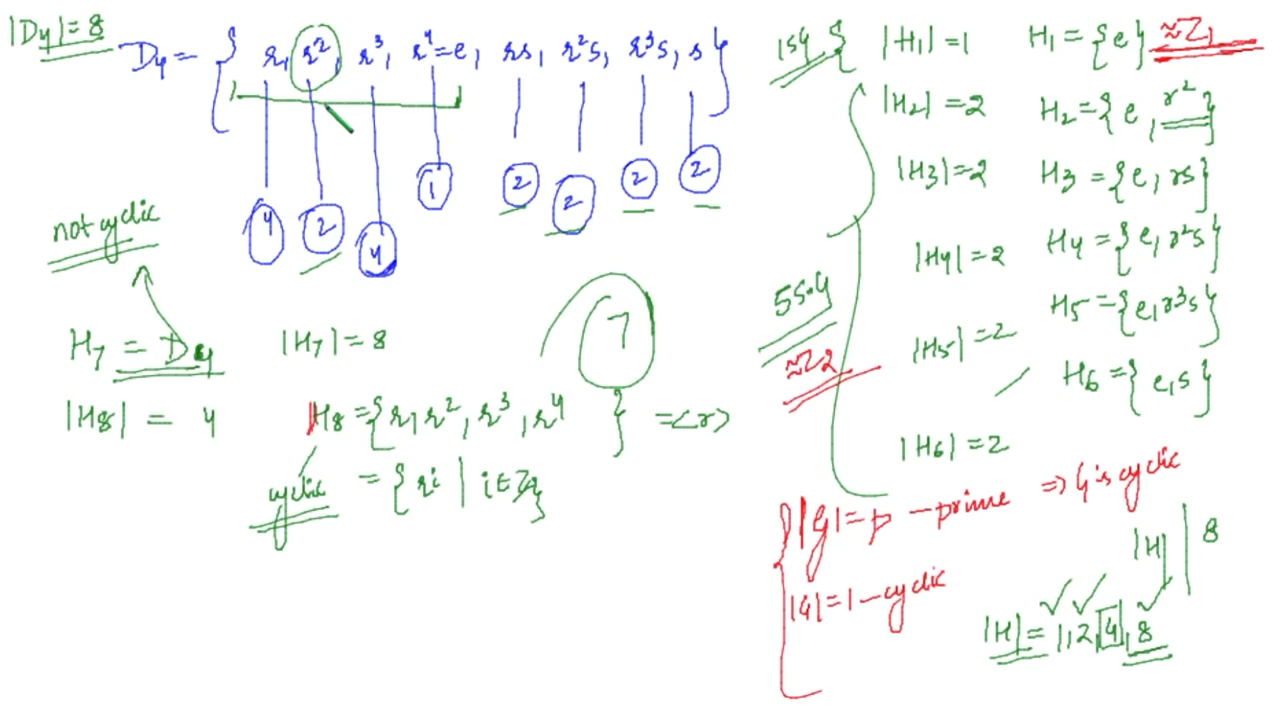 |D4| = 8
D4 = { r, r², r³, r⁴=e, rs, r²s, r³s, s }
4 2 4 1 2 2 2 2
not cyclic
H7 = D4 |H7| = 8
|H8| = 4 H8 = { r, r², r³, r⁴ } = <r>
cyclic = { rⁱ | i ∈ Z }
7
1sg { |H1| = 1 H1 = {e} ≈Z1
|H2| = 2 H2 = {e, r²}
|H3| = 2 H3 = {e, rs}
|H4| = 2 H4 = {e, r²s}
5s.g
≈Z2
|H5| = 2 H5 = {e, r³s}
|H6| = 2 H6 = {e, s}
{ |G| = p - prime => G is cyclic
|G| = 1 - cyclic
|H| | 8
|H| = 1, 2, 4, 8